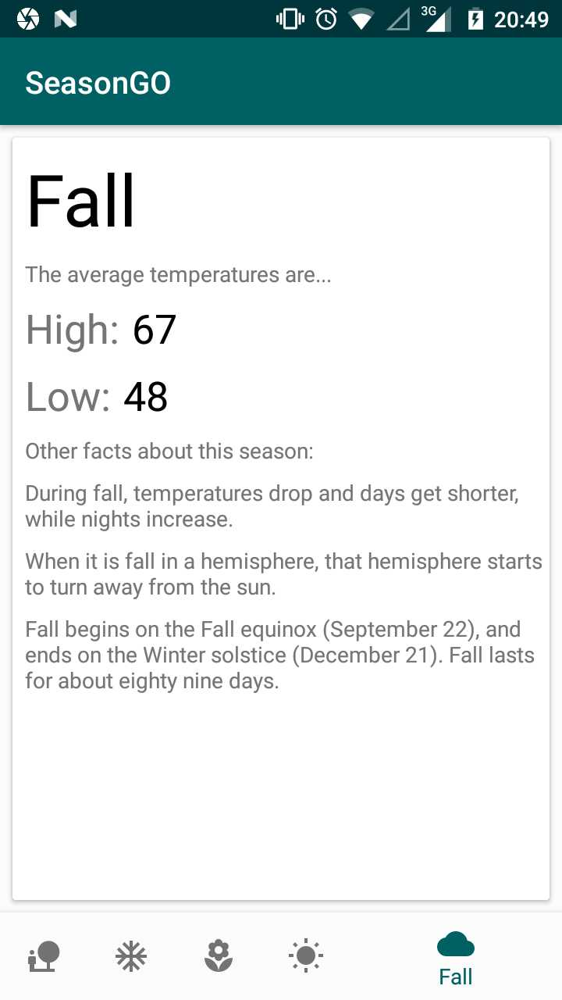 3G
20:49
SeasonGO
Fall
The average temperatures are...
High: 67
Low: 48
Other facts about this season:
During fall, temperatures drop and days get shorter,
while nights increase.
When it is fall in a hemisphere, that hemisphere starts
to turn away from the sun.
Fall begins on the Fall equinox (September 22), and
ends on the Winter solstice (December 21). Fall lasts
for about eighty nine days.
Fall